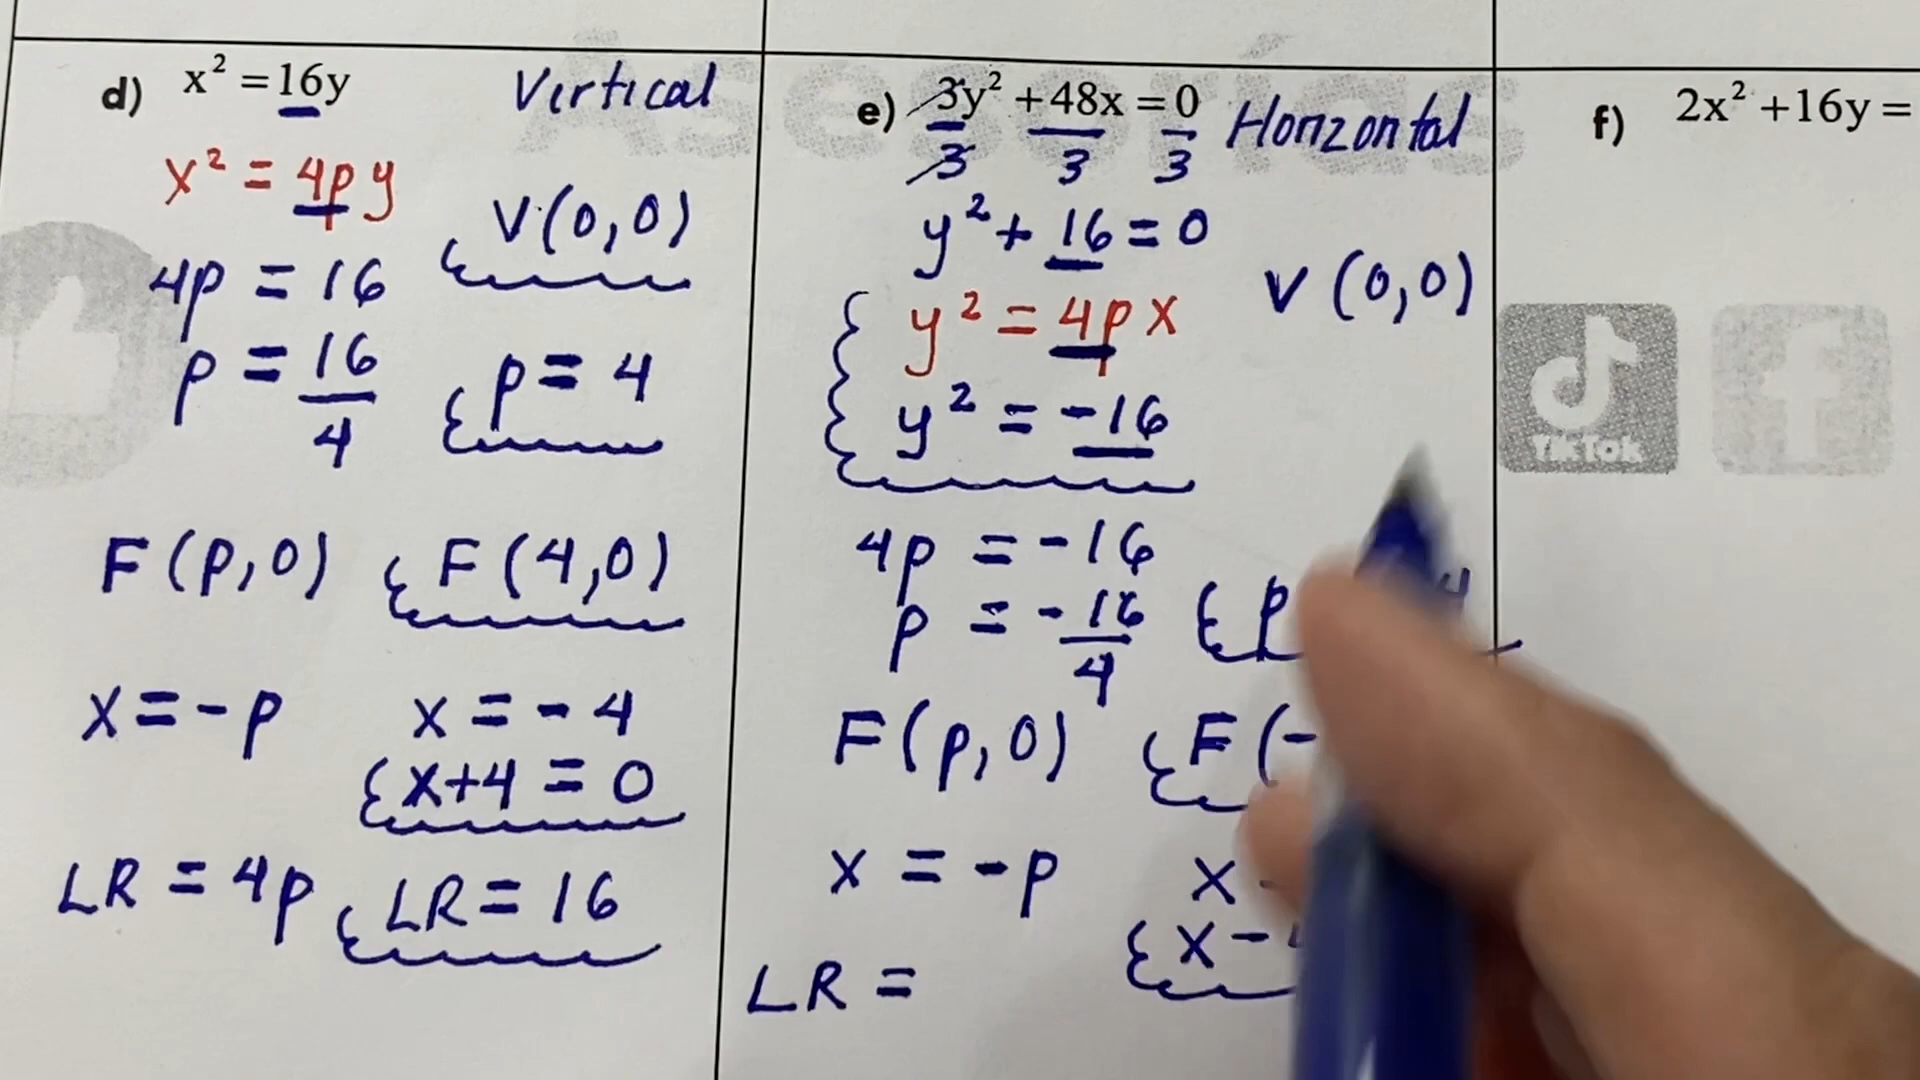 Asesorías
d) x² = 16y Vertical
x² = 4py
V(0,0)
4p = 16
p = 16/4
p = 4
F(p,0) F(4,0)
x = -p x = -4
x+4 = 0
LR = 4p LR = 16
e) 3y² + 48x = 0 Horizontal
3 3 3
y² + 16 = 0
V(0,0)
y² = 4px
y² = -16
4p = -16
p = -16/4
p
F(p,0) F(-
x = -p x
x -
LR =
f) 2x² +16y =
TikTok